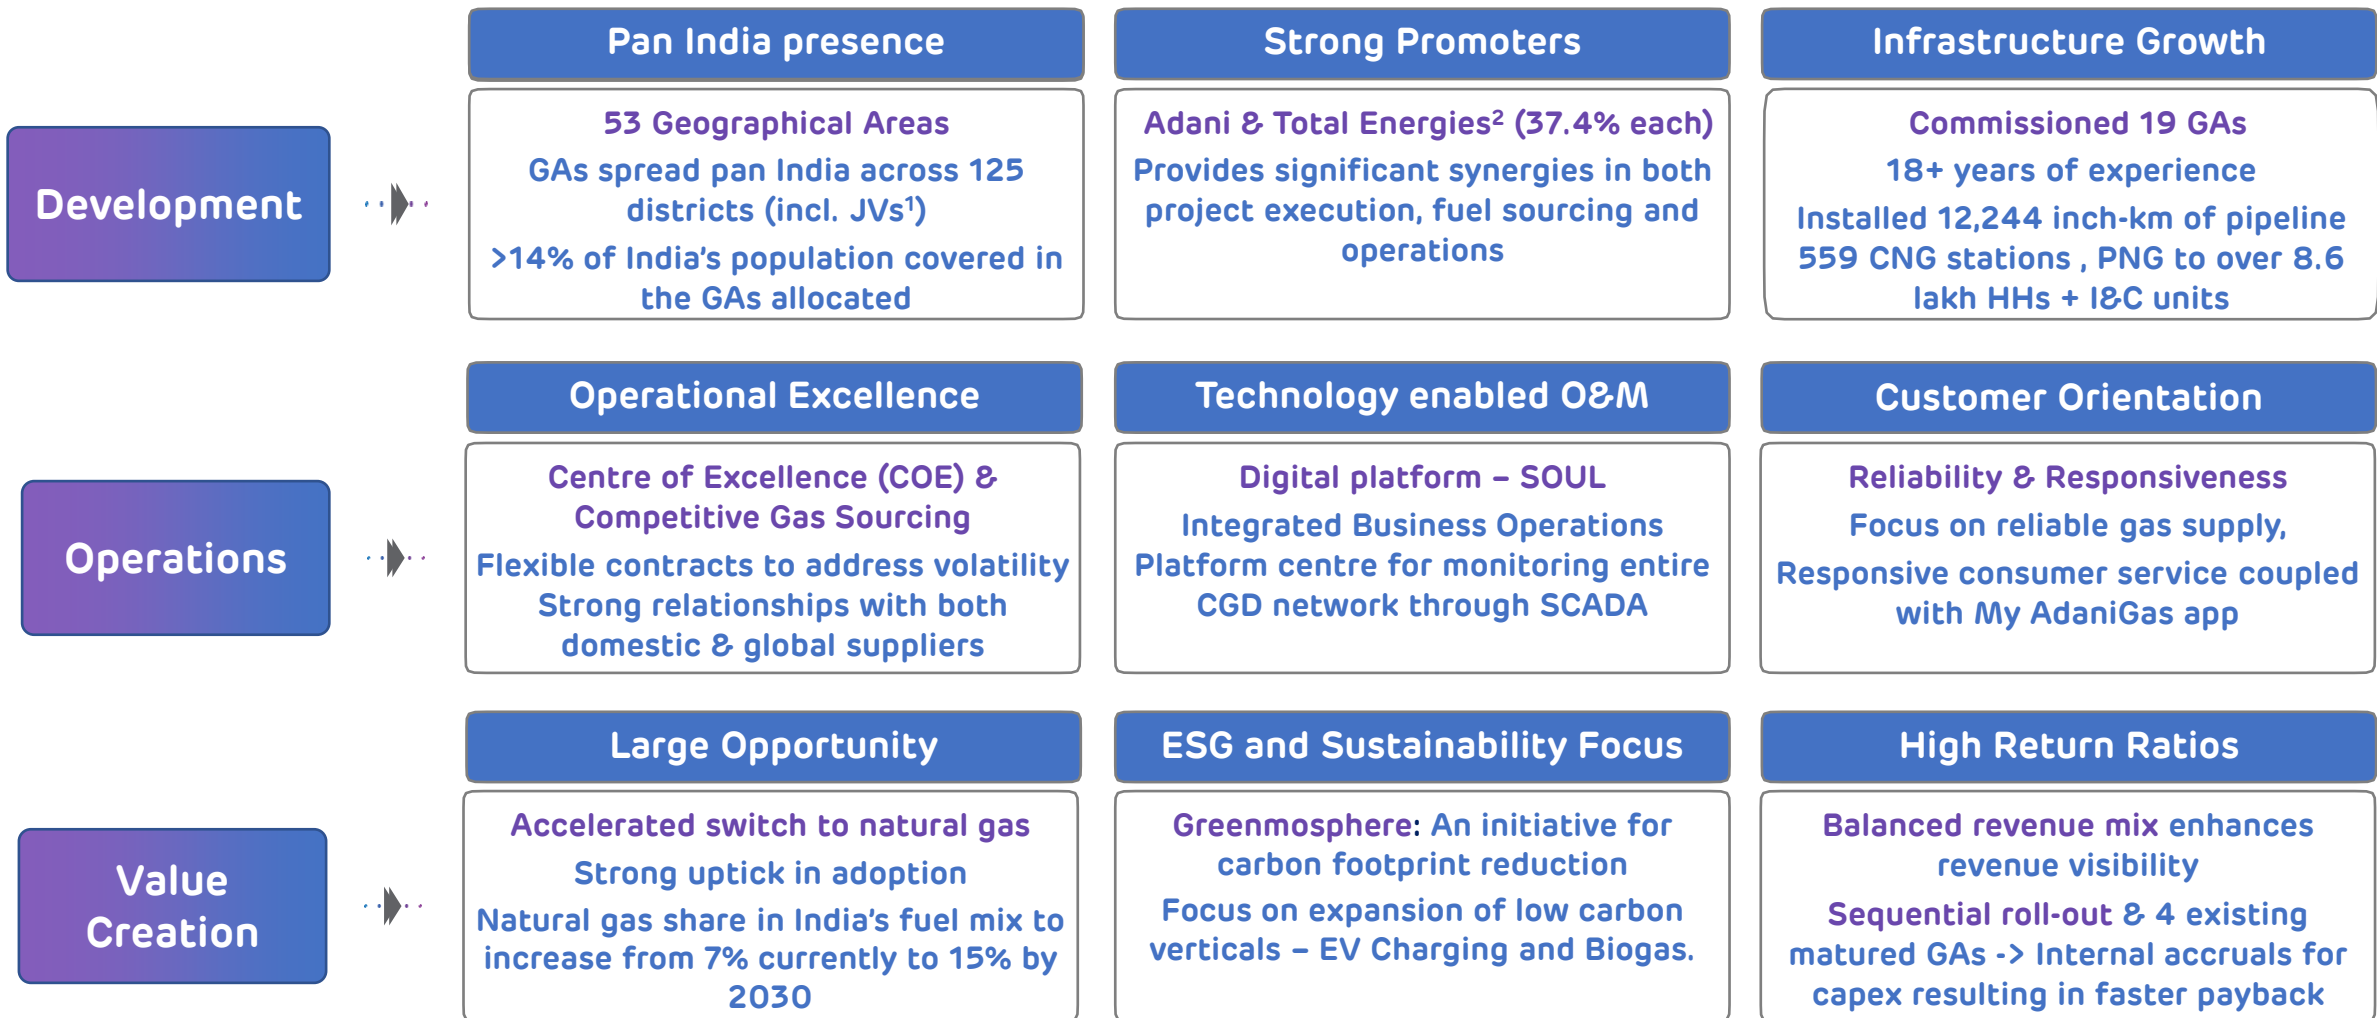 Development
Pan India presence
53 Geographical Areas
GAs spread pan India across 125
districts (incl. JVs¹)
>14% of India's population covered in
the GAs allocated
Strong Promoters
Adani & Total Energies² (37.4% each)
Provides significant synergies in both
project execution, fuel sourcing and
operations
Infrastructure Growth
Commissioned 19 GAs
18+ years of experience
Installed 12,244 inch-km of pipeline
559 CNG stations , PNG to over 8.6
lakh HHs + I&C units
Operations
Operational Excellence
Centre of Excellence (COE) &
Competitive Gas Sourcing
Flexible contracts to address volatility
Strong relationships with both
domestic & global suppliers
Technology enabled O&M
Digital platform – SOUL
Integrated Business Operations
Platform centre for monitoring entire
CGD network through SCADA
Customer Orientation
Reliability & Responsiveness
Focus on reliable gas supply,
Responsive consumer service coupled
with My AdaniGas app
Value
Creation
Large Opportunity
Accelerated switch to natural gas
Strong uptick in adoption
Natural gas share in India's fuel mix to
increase from 7% currently to 15% by
2030
ESG and Sustainability Focus
Greenmosphere: An initiative for
carbon footprint reduction
Focus on expansion of low carbon
verticals – EV Charging and Biogas.
High Return Ratios
Balanced revenue mix enhances
revenue visibility
Sequential roll-out & 4 existing
matured GAs -> Internal accruals for
capex resulting in faster payback